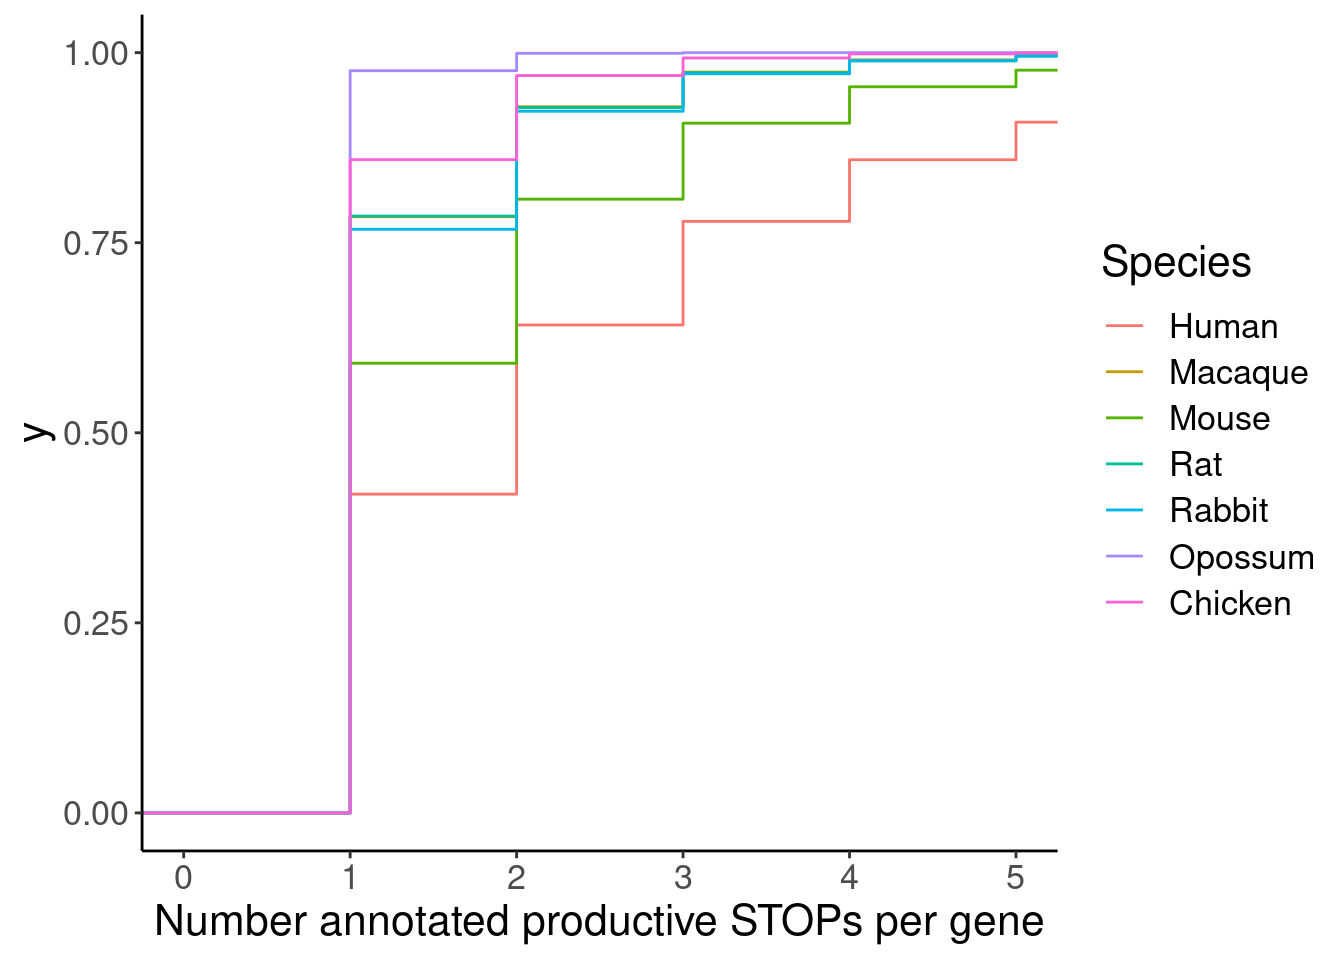 1.00
0.75
0.50
0.25
0.00
y
0 1 2 3 4 5
Number annotated productive STOPs per gene
Species
Human
Macaque
Mouse
Rat
Rabbit
Opossum
Chicken